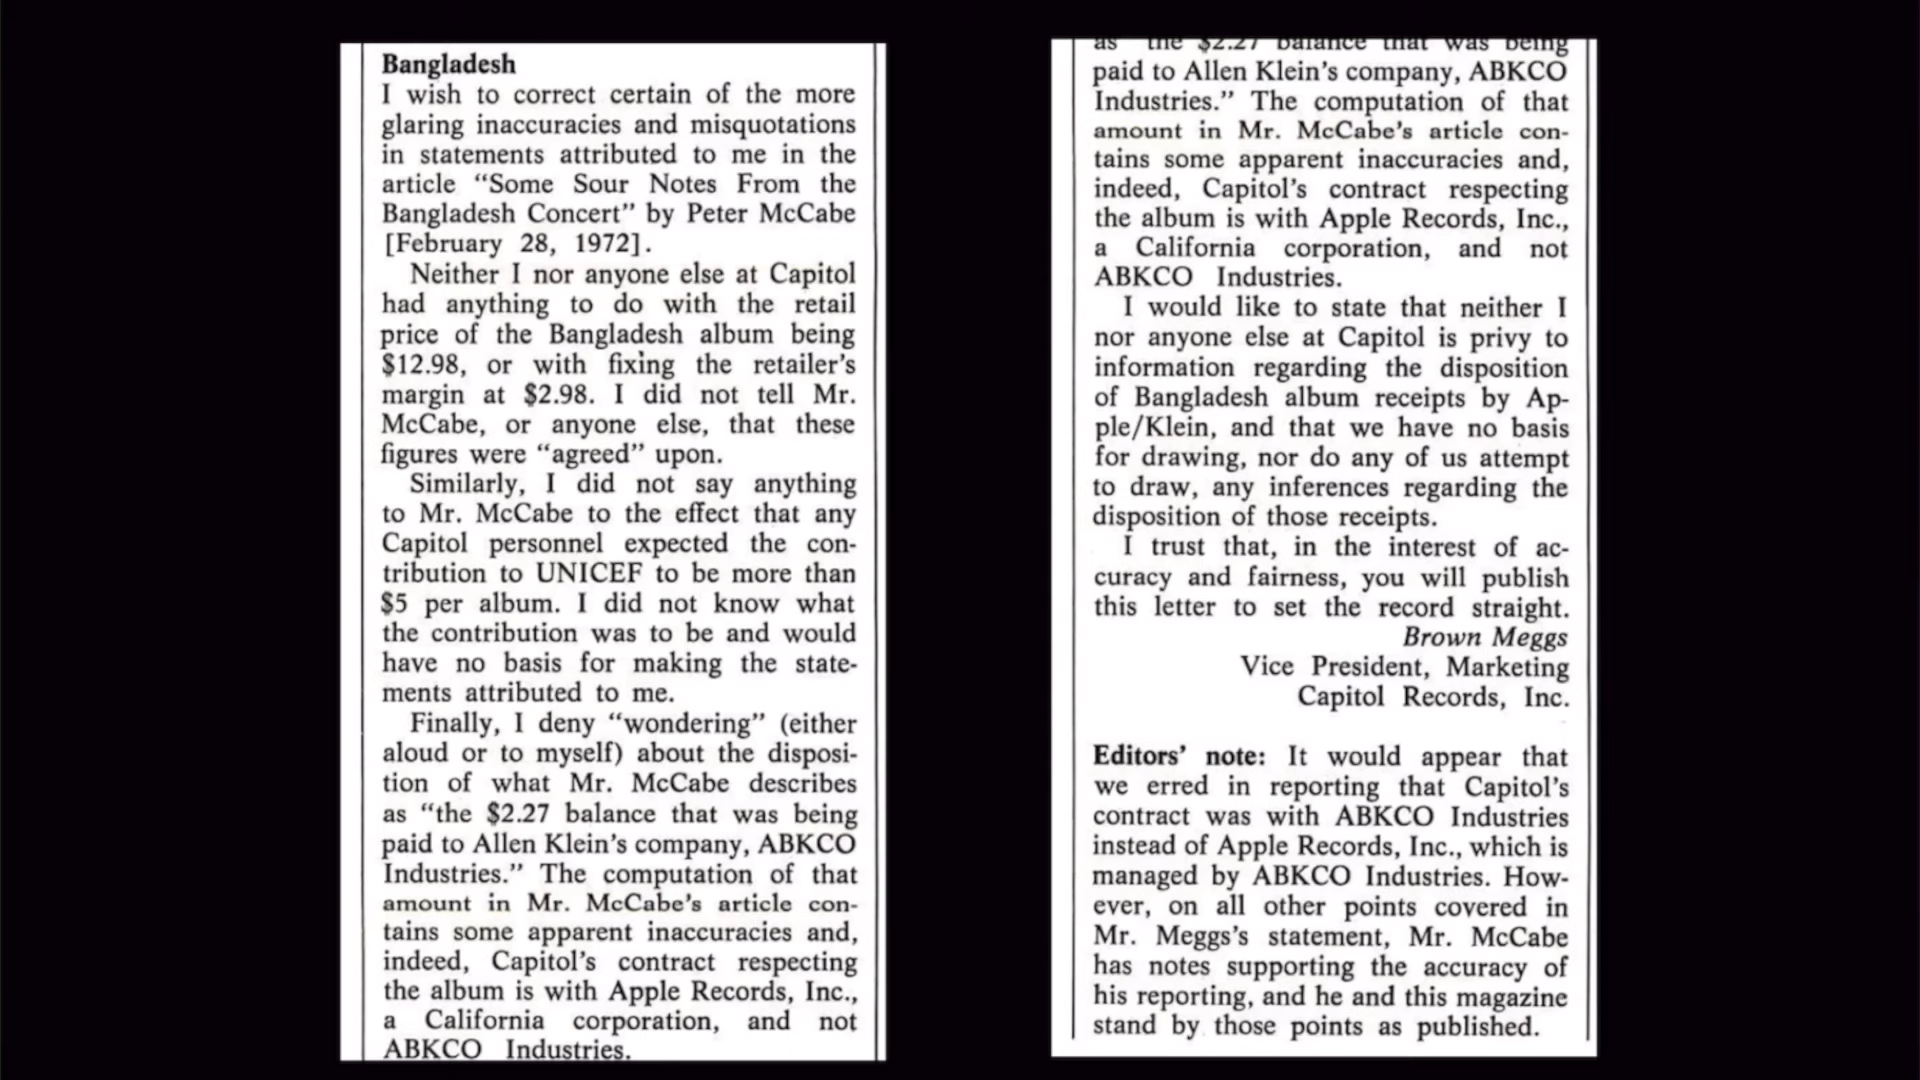 Bangladesh
I wish to correct certain of the more
glaring inaccuracies and misquotations
in statements attributed to me in the
article “Some Sour Notes From the
Bangladesh Concert” by Peter McCabe
[February 28, 1972].
Neither I nor anyone else at Capitol
had anything to do with the retail
price of the Bangladesh album being
$12.98, or with fixing the retailer’s
margin at $2.98. I did not tell Mr.
McCabe, or anyone else, that these
figures were “agreed” upon.
Similarly, I did not say anything
to Mr. McCabe to the effect that any
Capitol personnel expected the con-
tribution to UNICEF to be more than
$5 per album. I did not know what
the contribution was to be and would
have no basis for making the state-
ments attributed to me.
Finally, I deny “wondering” (either
aloud or to myself) about the disposi-
tion of what Mr. McCabe describes
as “the $2.27 balance that was being
paid to Allen Klein’s company, ABKCO
Industries.” The computation of that
amount in Mr. McCabe’s article con-
tains some apparent inaccuracies and,
indeed, Capitol’s contract respecting
the album is with Apple Records, Inc.,
a California corporation, and not
ABKCO Industries.
as “the $2.27 balance that was being
paid to Allen Klein’s company, ABKCO
Industries.” The computation of that
amount in Mr. McCabe’s article con-
tains some apparent inaccuracies and,
indeed, Capitol’s contract respecting
the album is with Apple Records, Inc.,
a California corporation, and not
ABKCO Industries.
I would like to state that neither I
nor anyone else at Capitol is privy to
information regarding the disposition
of Bangladesh album receipts by Ap-
ple/Klein, and that we have no basis
for drawing, nor do any of us attempt
to draw, any inferences regarding the
disposition of those receipts.
I trust that, in the interest of ac-
curacy and fairness, you will publish
this letter to set the record straight.
Brown Meggs
Vice President, Marketing
Capitol Records, Inc.
Editors’ note: It would appear that
we erred in reporting that Capitol’s
contract was with ABKCO Industries
instead of Apple Records, Inc., which is
managed by ABKCO Industries. How-
ever, on all other points covered in
Mr. Meggs’s statement, Mr. McCabe
has notes supporting the accuracy of
his reporting, and he and this magazine
stand by those points as published.